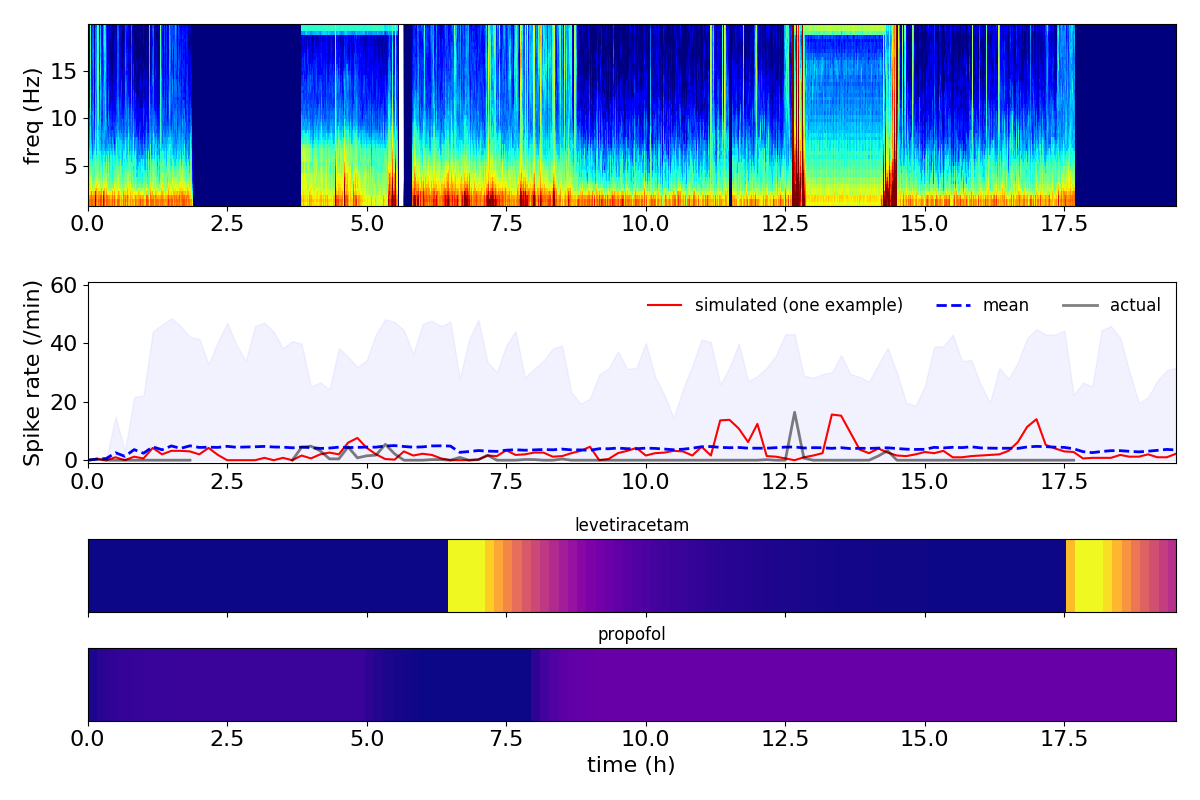 freq (Hz)
15
10
5
0.0 2.5 5.0 7.5 10.0 12.5 15.0 17.5
Spike rate (/min)
60
40
20
0
simulated (one example) mean actual
0.0 2.5 5.0 7.5 10.0 12.5 15.0 17.5
levetiracetam
propofol
0.0 2.5 5.0 7.5 10.0 12.5 15.0 17.5
time (h)